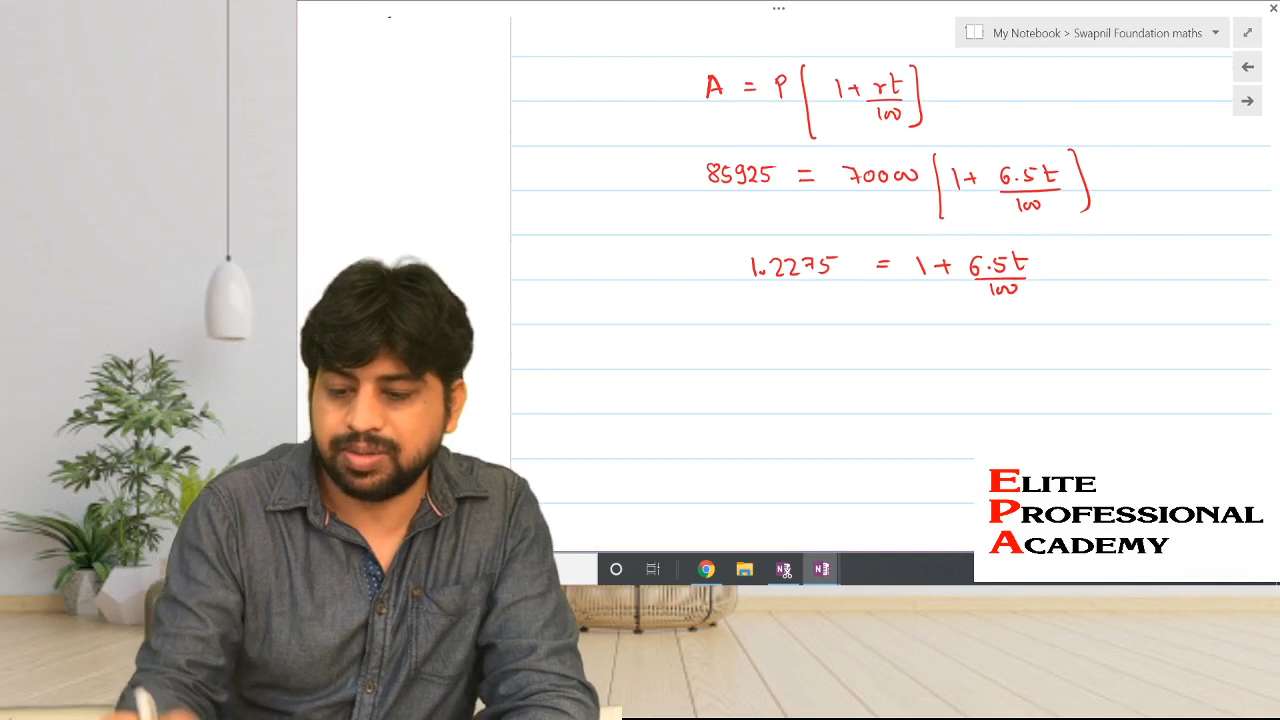 My Notebook > Swapnil Foundation maths
A = P [ 1 + rt/100 ]
85925 = 70000 [ 1 + 6.5t/100 ]
1.2275 = 1 + 6.5t/100
ELITE
PROFESSIONAL
ACADEMY